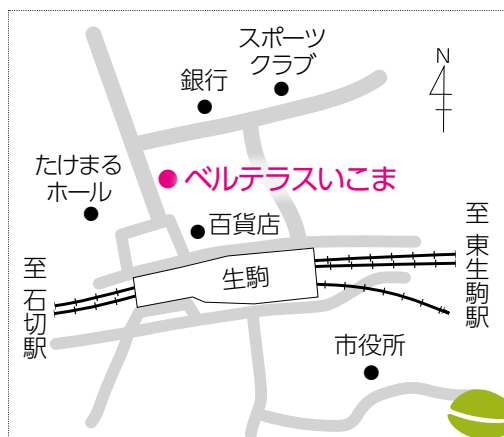 スポーツ
クラブ
銀行
N
たけまる
ホール
ベルテラスいこま
百貨店
至 東生駒駅
生駒
至 石切駅
市役所